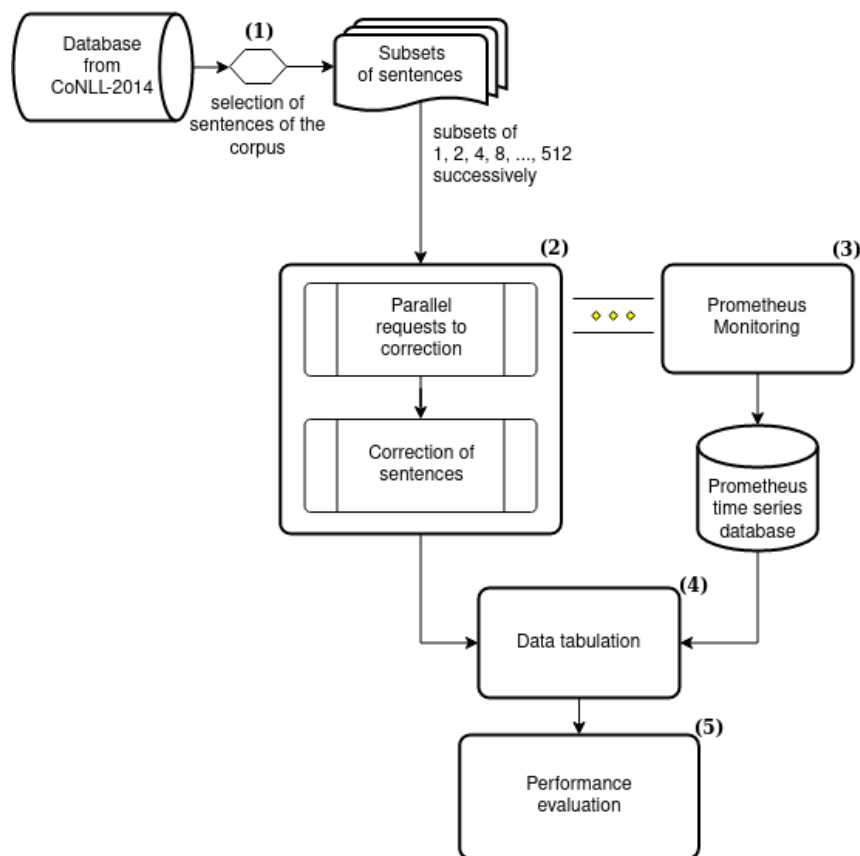 (1)
Database
from
CoNLL-2014
selection of
sentences of the
corpus
Subsets
of sentences
subsets of
1, 2, 4, 8, ..., 512
successively
(2)
Parallel
requests to
correction
Correction of
sentences
(3)
Prometheus
Monitoring
Prometheus
time series
database
(4)
Data tabulation
(5)
Performance
evaluation